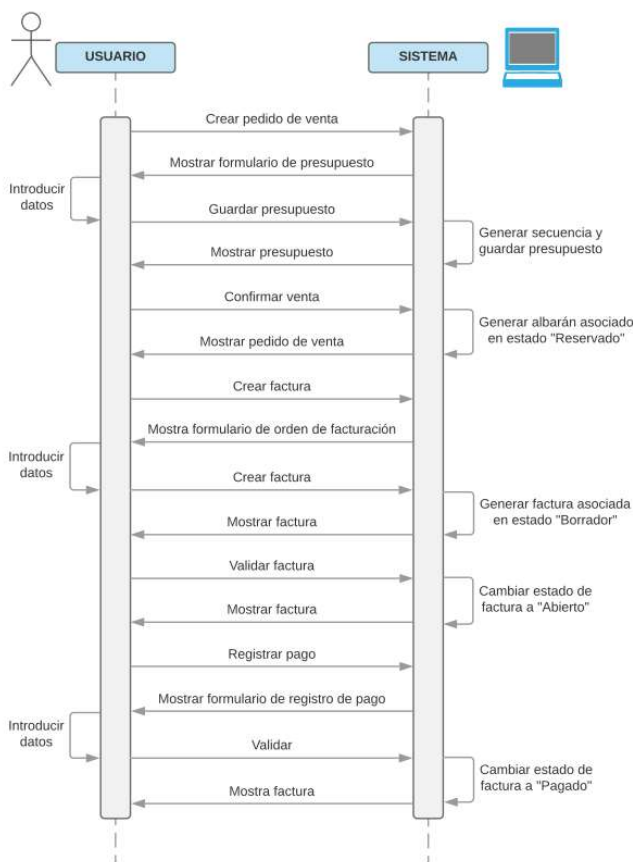 USUARIO
SISTEMA
Crear pedido de venta
Mostrar formulario de presupuesto
Introducir
datos
Guardar presupuesto
Generar secuencia y
guardar presupuesto
Mostrar presupuesto
Confirmar venta
Generar albarán asociado
en estado "Reservado"
Mostrar pedido de venta
Crear factura
Mostra formulario de orden de facturación
Introducir
datos
Crear factura
Generar factura asociada
en estado "Borrador"
Mostrar factura
Validar factura
Cambiar estado de
factura a "Abierto"
Mostrar factura
Registrar pago
Mostrar formulario de registro de pago
Introducir
datos
Validar
Cambiar estado de
factura a "Pagado"
Mostra factura